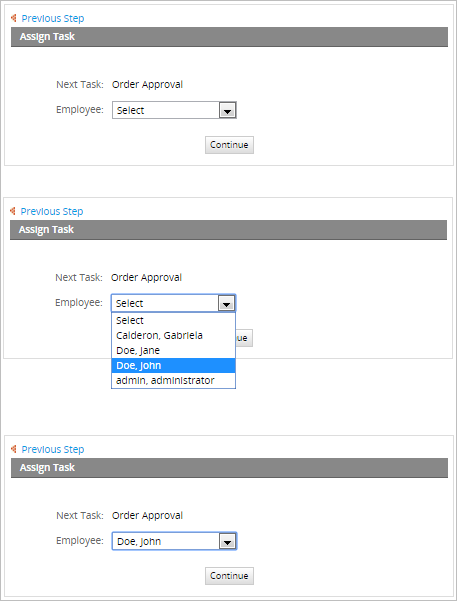 Previous Step
Assign Task
Next Task: Order Approval
Employee: Select
Continue
Previous Step
Assign Task
Next Task: Order Approval
Employee: Select
Select
Calderon, Gabriela
ue
Doe, Jane
Doe, John
admin, administrator
Previous Step
Assign Task
Next Task: Order Approval
Employee: Doe, John
Continue